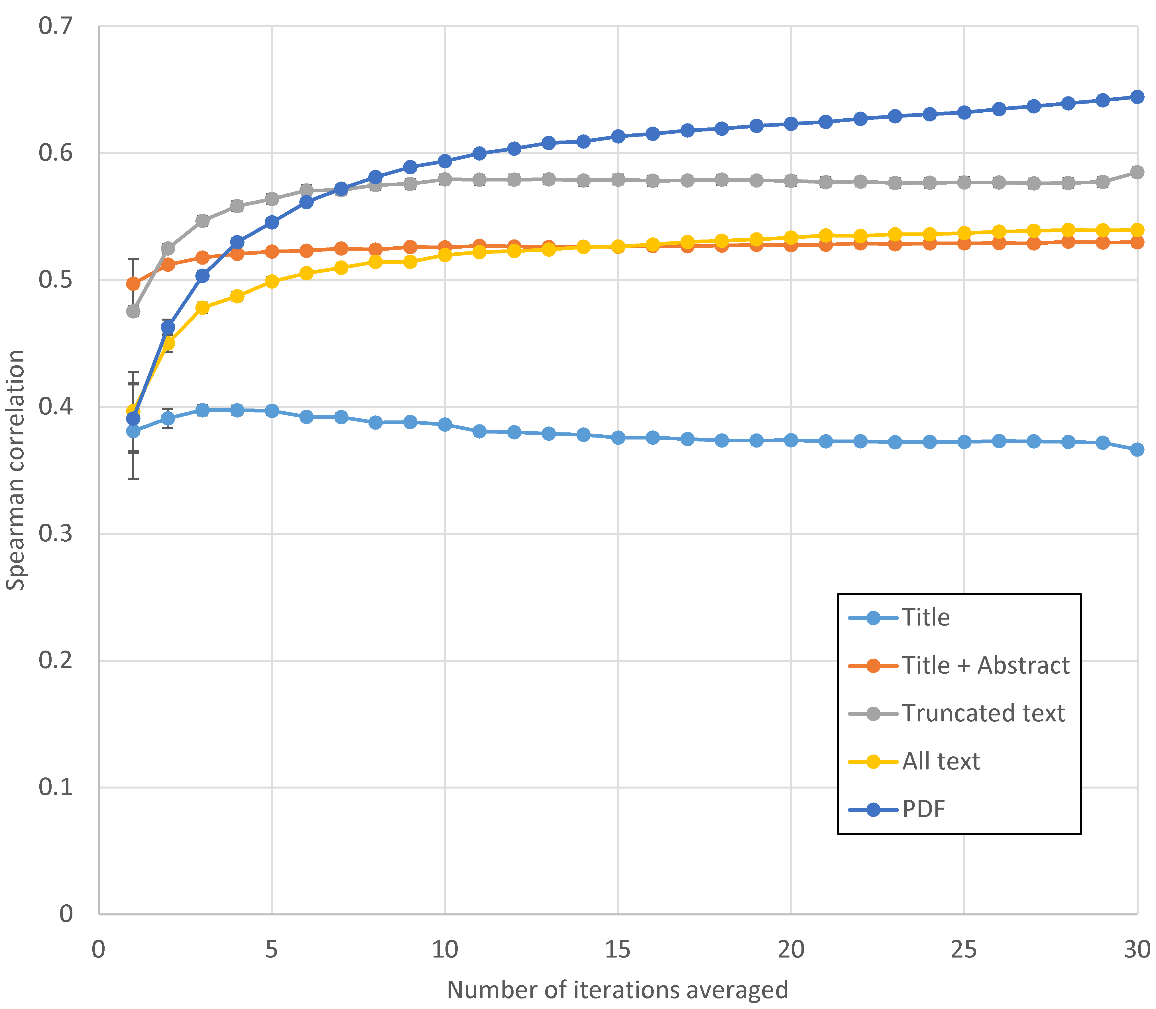 0.7
0.6
0.5
0.4
0.3
0.2
0.1
0
Spearman correlation
0 5 10 15 20 25 30
Number of iterations averaged
Title
Title + Abstract
Truncated text
All text
PDF